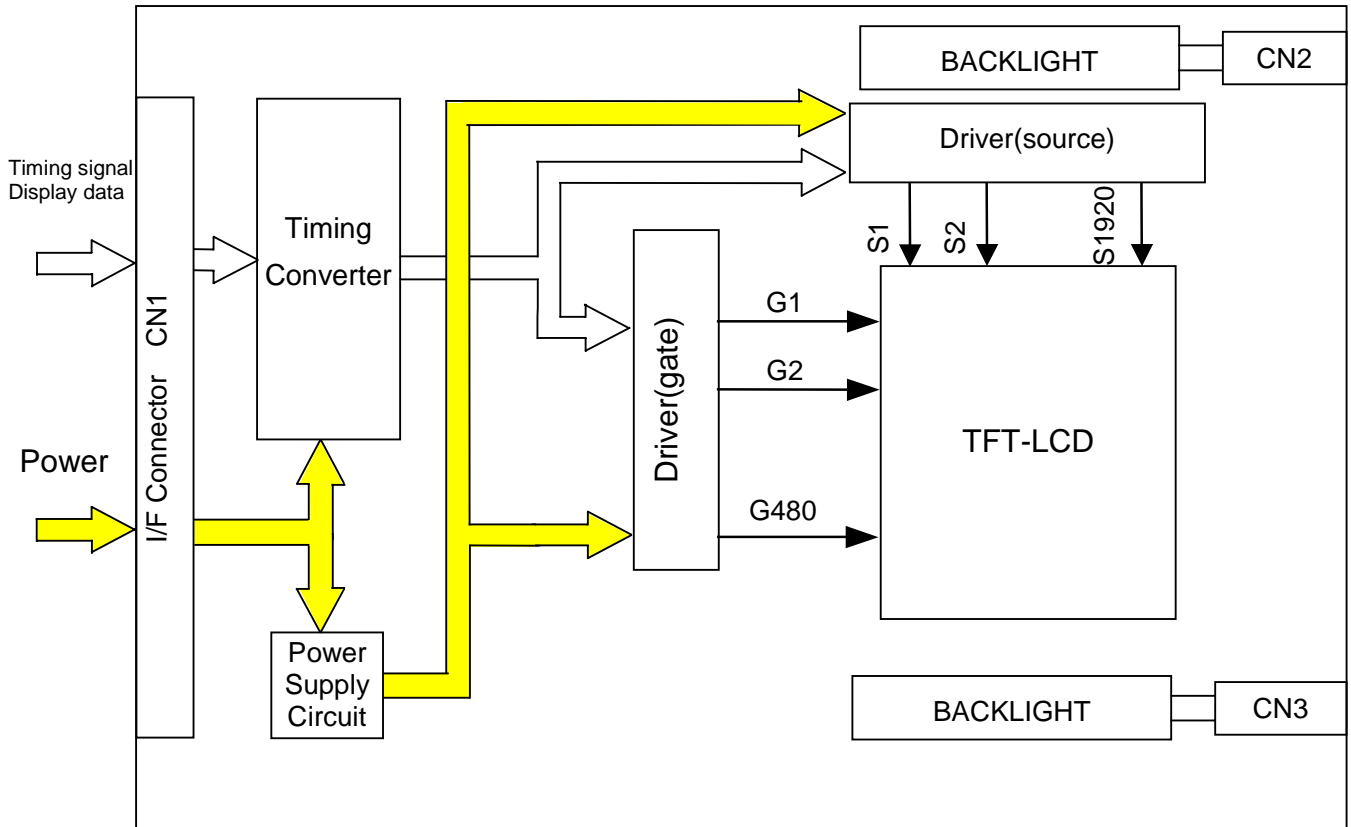 BACKLIGHT
CN2
Driver(source)
Timing signal
Display data
S1
S2
S1920
Timing
Converter
I/F Connector CN1
G1
G2
G480
Driver(gate)
TFT-LCD
Power
Power
Supply
Circuit
BACKLIGHT
CN3